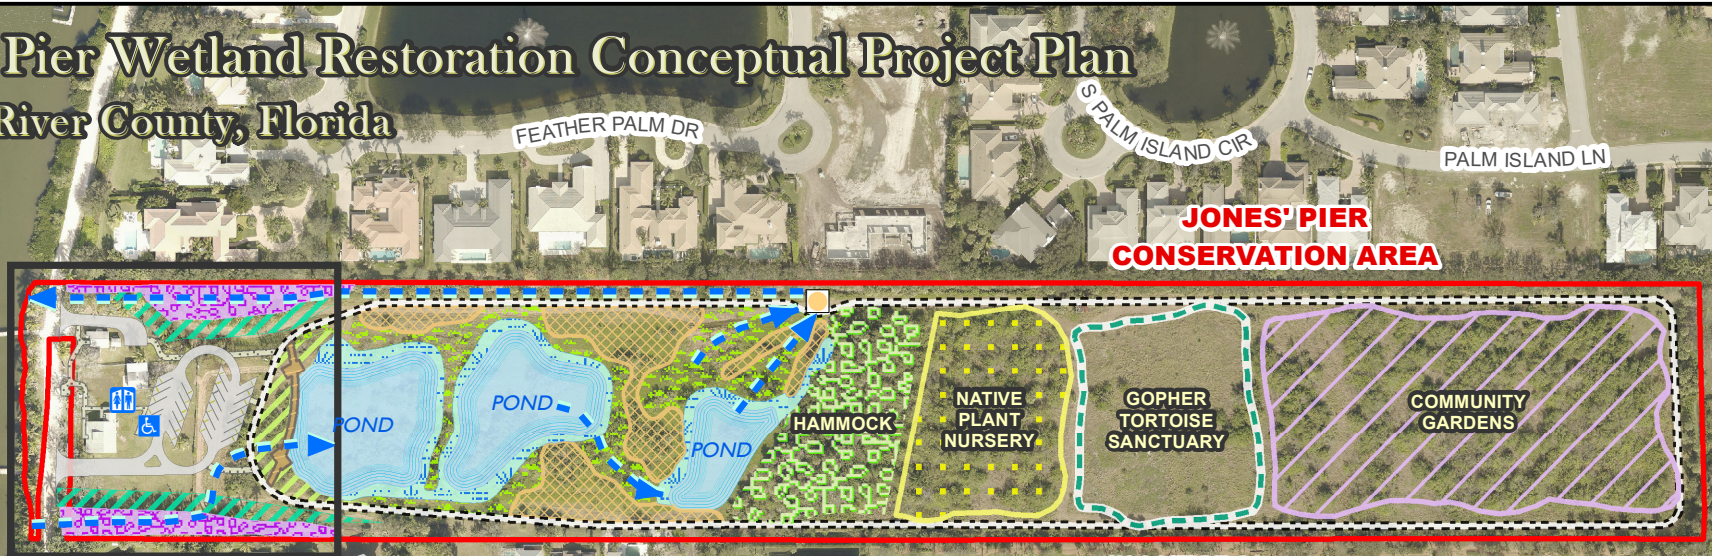 Pier Wetland Restoration Conceptual Project Plan
River County, Florida
FEATHER PALM DR
S PALM ISLAND CIR
PALM ISLAND LN
JONES' PIER
CONSERVATION AREA
POND
POND
POND
HAMMOCK
NATIVE
PLANT
NURSERY
GOPHER
TORTOISE
SANCTUARY
COMMUNITY
GARDENS